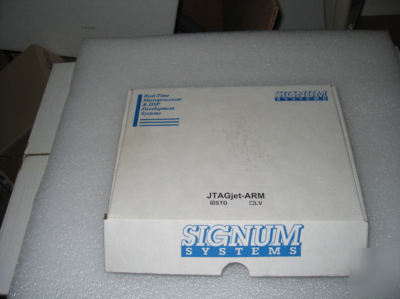 Real-Time
Microprocessor
& DSP
Development
Systems
SIGNUM
SYSTEMS
JTAGjet-ARM
☒STD ☐LV
SIGNUM
SYSTEMS